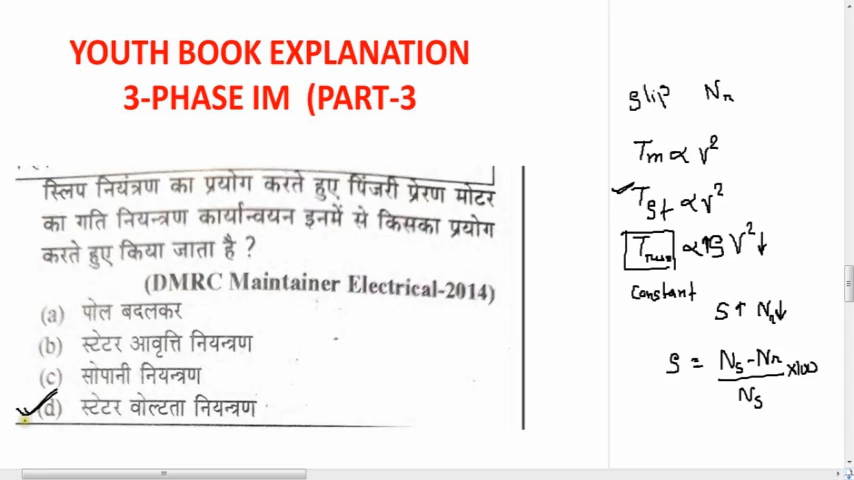 YOUTH BOOK EXPLANATION
3-PHASE IM (PART-3
स्लिप नियंत्रण का प्रयोग करते हुए पिंजरी प्रेरण मोटर
का गति नियन्त्रण कार्यान्वयन इनमें से किसका प्रयोग
करते हुए किया जाता है ?
(DMRC Maintainer Electrical-2014)
(a) पोल बदलकर
(b) स्टेटर आवृत्ति नियन्त्रण
(c) सोपानी नियन्त्रण
(d) स्टेटर वोल्टता नियन्त्रण
slip Nr
Tm ∝ V²
Tst ∝ V²
Trun ∝ ↑S V² ↓
Constant
S ↑ Nr ↓
S = Ns - Nr x100
Ns